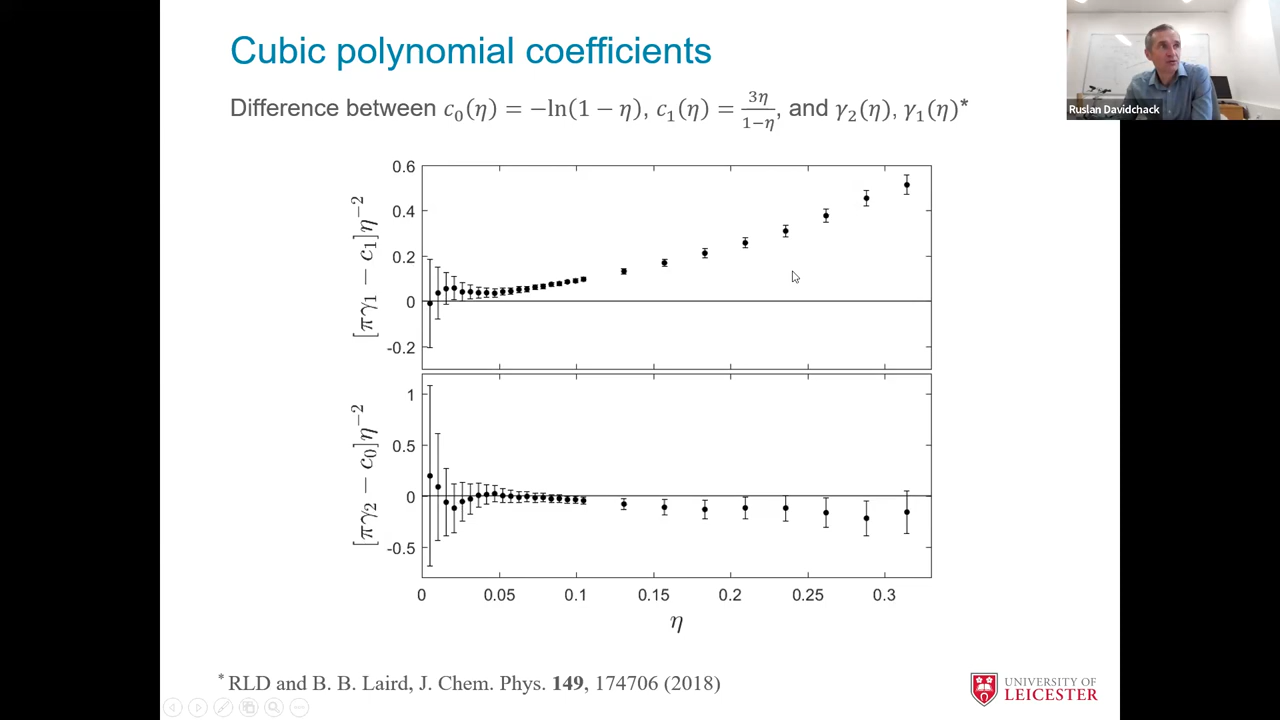 Cubic polynomial coefficients
Ruslan Davidchack
Difference between c₀(η) = −ln(1 − η), c₁(η) = 3η/(1−η), and γ₂(η), γ₁(η)*
[πγ₁ − c₁]η⁻²
0.6
0.4
0.2
0
-0.2
[πγ₂ − c₀]η⁻²
1
0.5
0
-0.5
0 0.05 0.1 0.15 0.2 0.25 0.3
η
* RLD and B. B. Laird, J. Chem. Phys. 149, 174706 (2018)
UNIVERSITY OF
LEICESTER